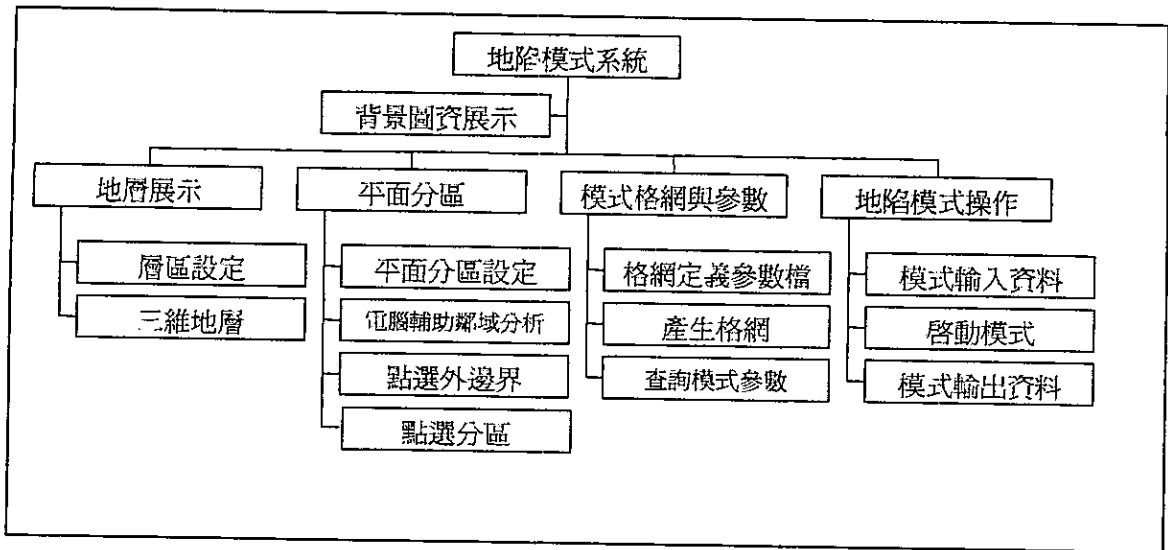 地陷模式系統
背景圖資展示
地層展示
層區設定
三維地層
平面分區
平面分區設定
電腦輔助鄰域分析
點選外邊界
點選分區
模式格網與參數
格網定義參數檔
產生格網
查詢模式參數
地陷模式操作
模式輸入資料
啓動模式
模式輸出資料